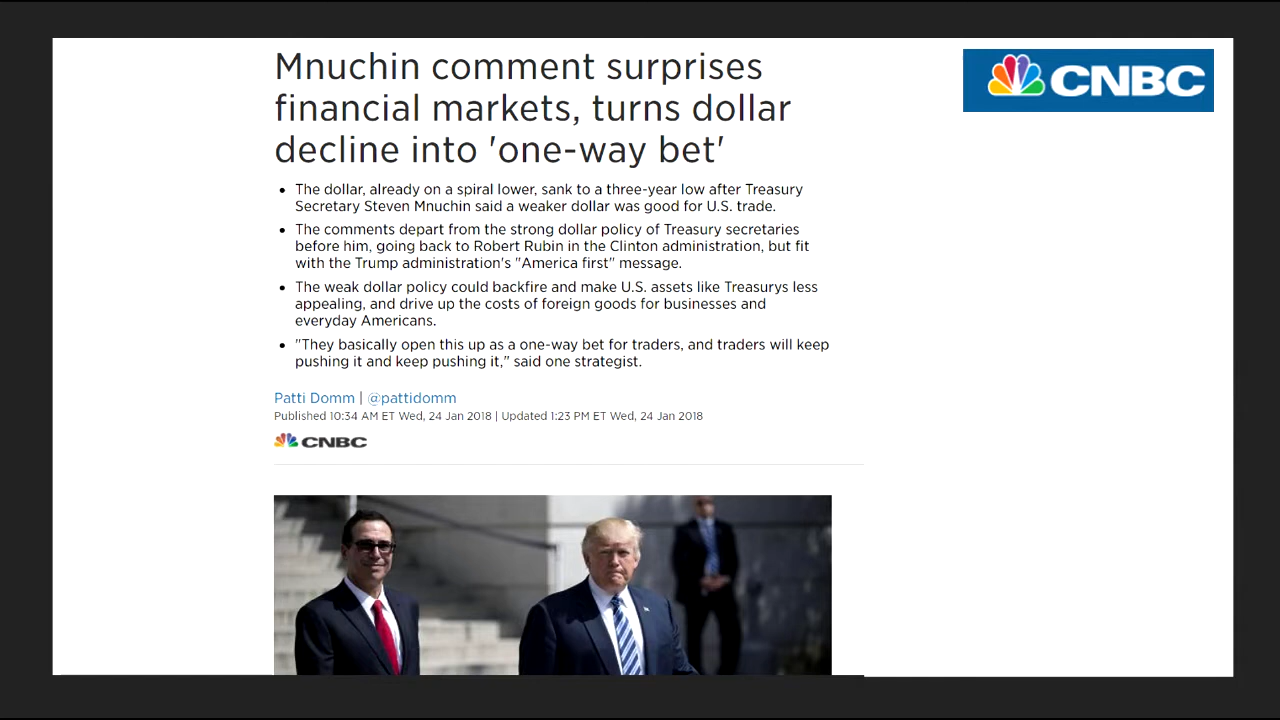 Mnuchin comment surprises
financial markets, turns dollar
decline into 'one-way bet'
CNBC
The dollar, already on a spiral lower, sank to a three-year low after Treasury
Secretary Steven Mnuchin said a weaker dollar was good for U.S. trade.
The comments depart from the strong dollar policy of Treasury secretaries
before him, going back to Robert Rubin in the Clinton administration, but fit
with the Trump administration's "America first" message.
The weak dollar policy could backfire and make U.S. assets like Treasurys less
appealing, and drive up the costs of foreign goods for businesses and
everyday Americans.
"They basically open this up as a one-way bet for traders, and traders will keep
pushing it and keep pushing it," said one strategist.
Patti Domm | @pattidomm
Published 10:34 AM ET Wed, 24 Jan 2018 | Updated 1:23 PM ET Wed, 24 Jan 2018
CNBC